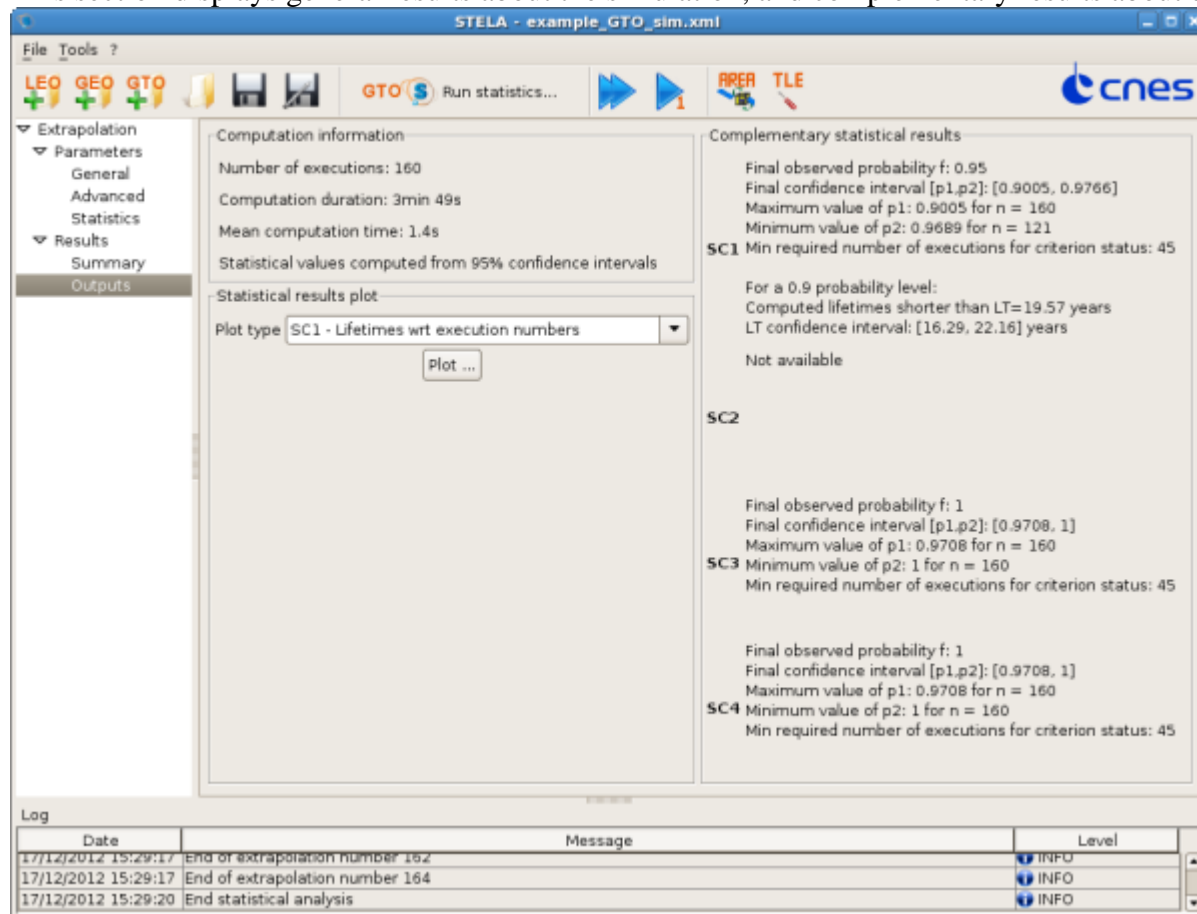 STELA - example_GTO_sim.xml
File Tools ?
LEO GEO GTO
GTO S Run statistics...
1
AREA TLE
cnes
Extrapolation
Parameters
General
Advanced
Statistics
Results
Summary
Outputs
Computation information
Number of executions: 160
Computation duration: 3min 49s
Mean computation time: 1.4s
Statistical values computed from 95% confidence intervals
Statistical results plot
Plot type SC1 - Lifetimes wrt execution numbers
Plot ...
Complementary statistical results
Final observed probability f: 0.95
Final confidence interval [p1,p2]: [0.9005, 0.9766]
Maximum value of p1: 0.9005 for n = 160
Minimum value of p2: 0.9689 for n = 121
SC1 Min required number of executions for criterion status: 45
For a 0.9 probability level:
Computed lifetimes shorter than LT=19.57 years
LT confidence interval: [16.29, 22.16] years
Not available
SC2
Final observed probability f: 1
Final confidence interval [p1,p2]: [0.9708, 1]
Maximum value of p1: 0.9708 for n = 160
SC3 Minimum value of p2: 1 for n = 160
Min required number of executions for criterion status: 45
Final observed probability f: 1
Final confidence interval [p1,p2]: [0.9708, 1]
Maximum value of p1: 0.9708 for n = 160
SC4 Minimum value of p2: 1 for n = 160
Min required number of executions for criterion status: 45
Log
Date Message Level
17/12/2012 15:29:17 End of extrapolation number 162 INFO
17/12/2012 15:29:17 End of extrapolation number 164 INFO
17/12/2012 15:29:20 End statistical analysis INFO